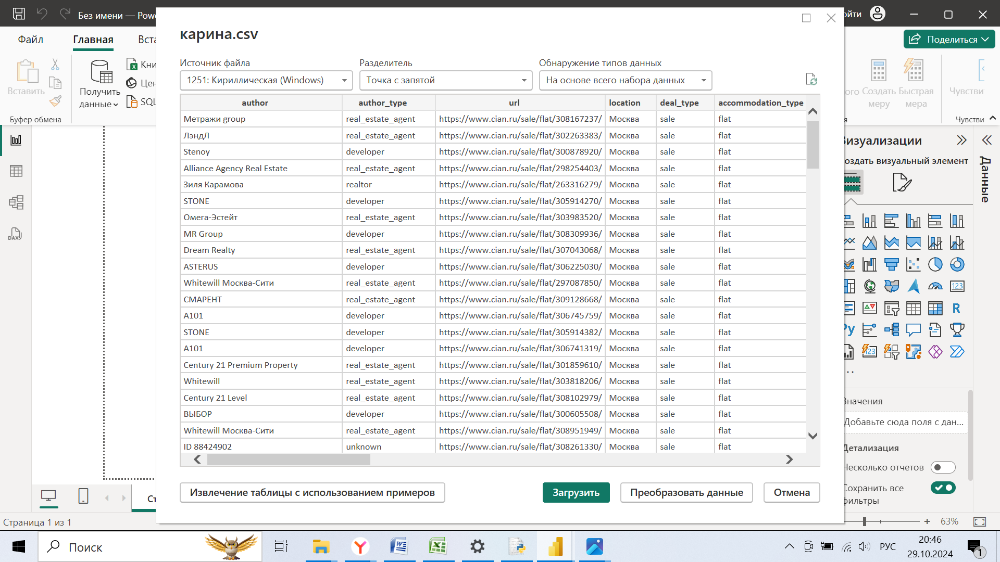 Без имени — Pow
ойти
Файл
Главная
Вста
Поделиться
Вставить
Получить данные
Кни
Цен
SQL
Буфер обмена
ого
Создать меру
Быстрая мера
Чувстви
я
Чувстви
карина.csv
Источник файла
Разделитель
Обнаружение типов данных
1251: Кириллическая (Windows)
Точка с запятой
На основе всего набора данных
author author_type url location deal_type accommodation_type
Метражи group real_estate_agent https://www.cian.ru/sale/flat/308167237/ Москва sale flat
ЛэндЛ real_estate_agent https://www.cian.ru/sale/flat/302263383/ Москва sale flat
Stenoy developer https://www.cian.ru/sale/flat/300878920/ Москва sale flat
Alliance Agency Real Estate real_estate_agent https://www.cian.ru/sale/flat/298254403/ Москва sale flat
Зиля Карамова realtor https://www.cian.ru/sale/flat/263316279/ Москва sale flat
STONE developer https://www.cian.ru/sale/flat/305914270/ Москва sale flat
Омега-Эстейт real_estate_agent https://www.cian.ru/sale/flat/303983520/ Москва sale flat
MR Group developer https://www.cian.ru/sale/flat/308309936/ Москва sale flat
Dream Realty real_estate_agent https://www.cian.ru/sale/flat/307043068/ Москва sale flat
ASTERUS developer https://www.cian.ru/sale/flat/306225030/ Москва sale flat
Whitewill Москва-Сити real_estate_agent https://www.cian.ru/sale/flat/297087850/ Москва sale flat
СМАРЕНТ real_estate_agent https://www.cian.ru/sale/flat/309128668/ Москва sale flat
А101 developer https://www.cian.ru/sale/flat/306745759/ Москва sale flat
STONE developer https://www.cian.ru/sale/flat/305914382/ Москва sale flat
А101 developer https://www.cian.ru/sale/flat/306741319/ Москва sale flat
Century 21 Premium Property real_estate_agent https://www.cian.ru/sale/flat/301859610/ Москва sale flat
Whitewill real_estate_agent https://www.cian.ru/sale/flat/303818206/ Москва sale flat
Century 21 Level real_estate_agent https://www.cian.ru/sale/flat/308102979/ Москва sale flat
ВЫБОР developer https://www.cian.ru/sale/flat/300605508/ Москва sale flat
Whitewill Москва-Сити real_estate_agent https://www.cian.ru/sale/flat/308951949/ Москва sale flat
ID 88424902 unknown https://www.cian.ru/sale/flat/308261330/ Москва sale flat
Извлечение таблицы с использованием примеров
Загрузить
Преобразовать данные
Отмена
DAX
Визуализации
оздать визуальный элемент
Данные
123
R
Py
123
Значения
Добавьте сюда поля с дан...
Детализация
Несколько отчетов
Сохранить все
фильтры
Ст
Страница 1 из 1
63%
Поиск
РУС
20:46
29.10.2024
1